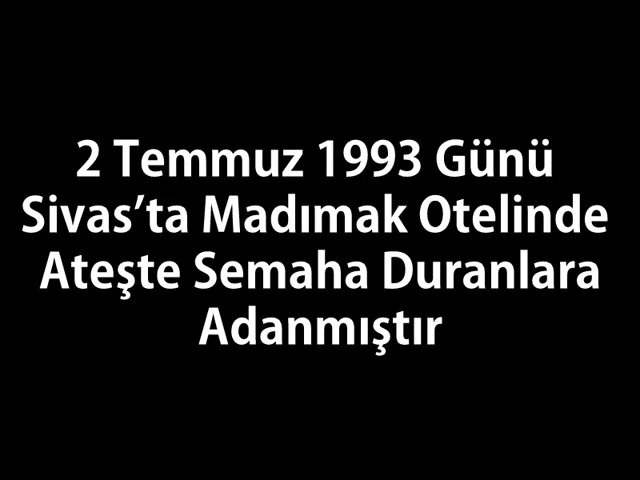 2 Temmuz 1993 Günü
Sivas’ta Madımak Otelinde
Ateşte Semaha Duranlara
Adanmıştır